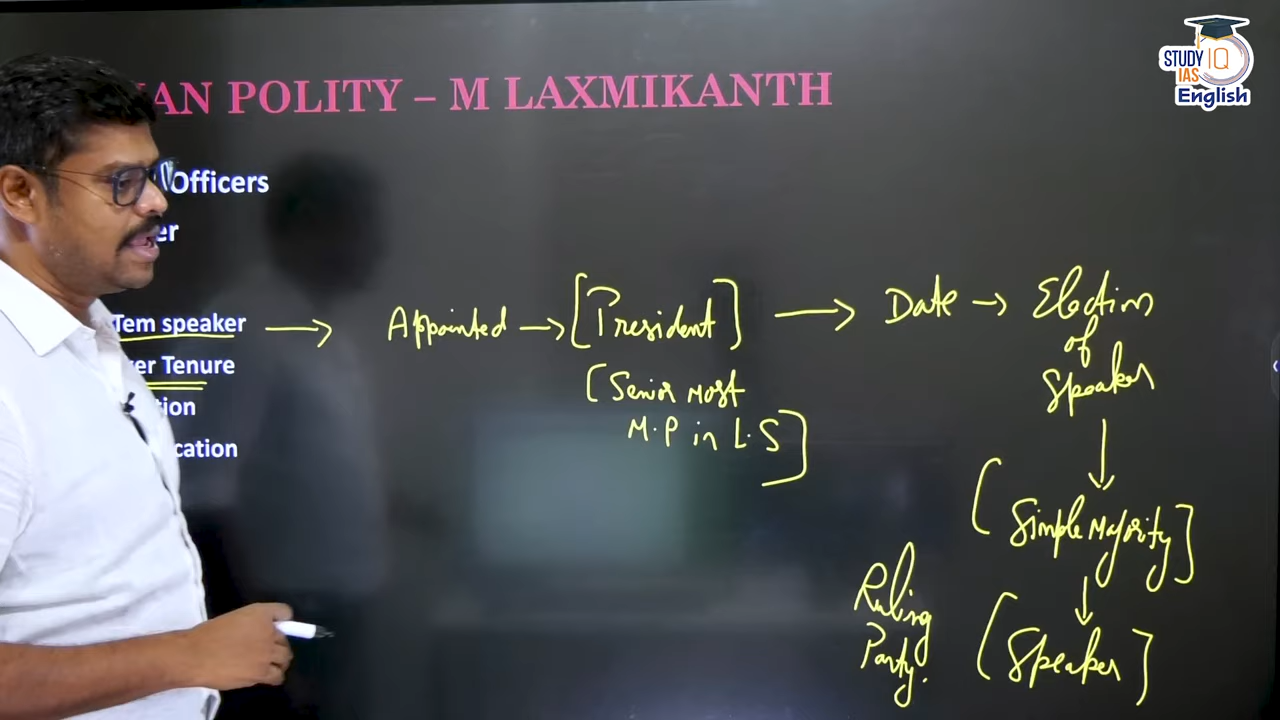 AN POLITY – M LAXMIKANTH
STUDY IQ
IAS
English
Officers
er
Tem speaker
er Tenure
tion
cation
Appointed → [President] → Date → Election
of
Speaker
(Senior Most
M.P in L.S]
(Simple Majority]
Ruling
Party.
(Speaker]